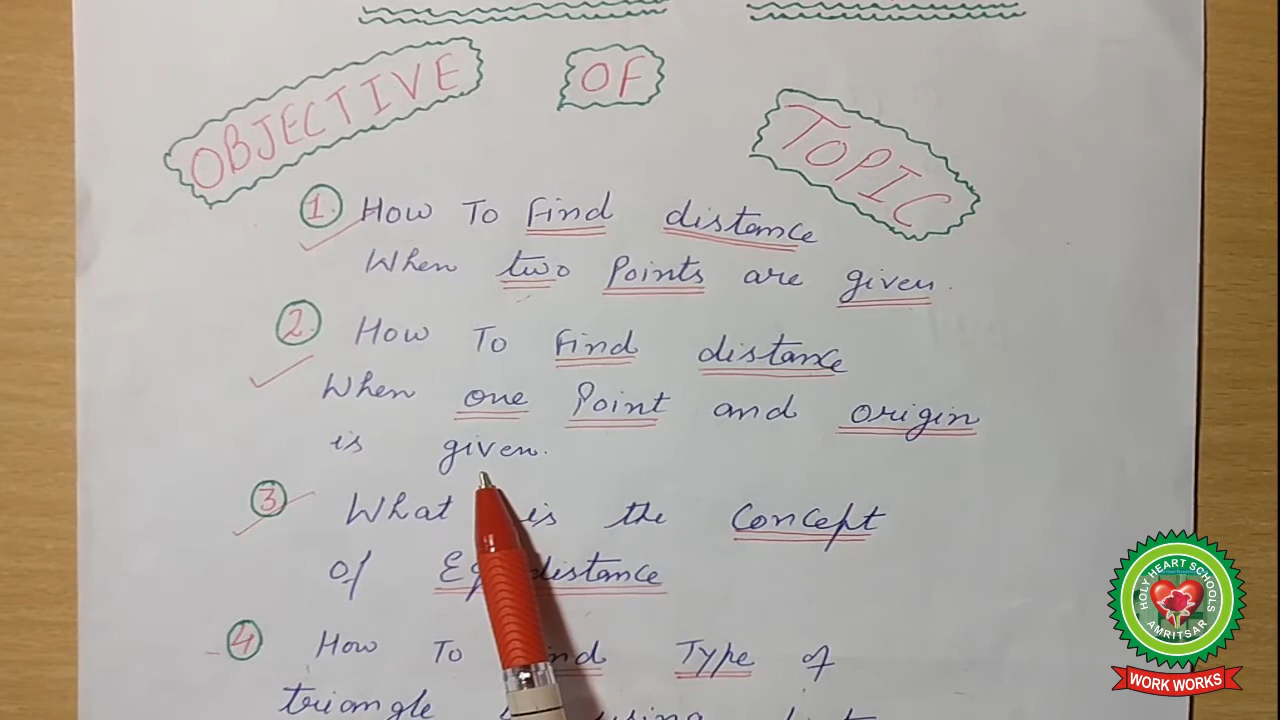 OBJECTIVE OF TOPIC
1. How To Find distance
When two Points are given.
2. How To Find distance
When one Point and origin
is given.
3 What is the Concept
Of distance
4 How To Type of
triangle using
HOLY HEART SCHOOLS
AMRITSAR
WORK WORKS